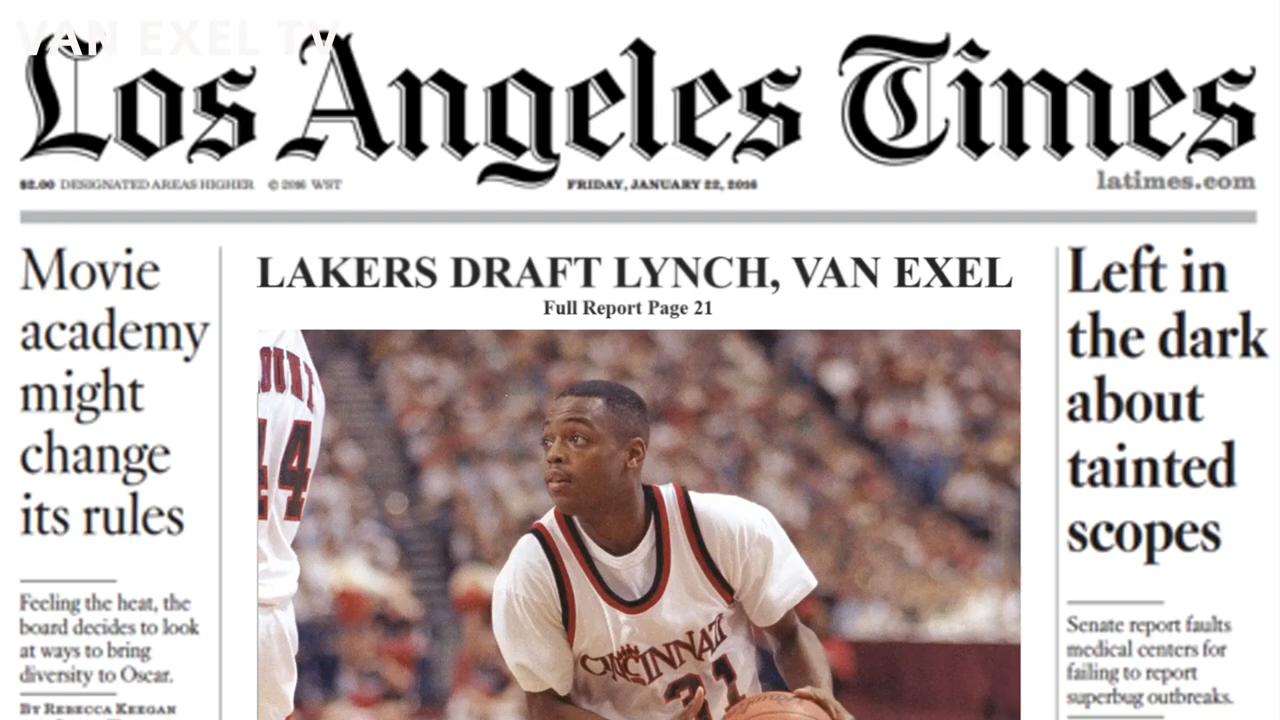 VAN EXEL TV
Los Angeles Times
$2.00 DESIGNATED AREAS HIGHER © 2016 WST
FRIDAY, JANUARY 22, 2016
latimes.com
Movie
academy
might
change
its rules
Feeling the heat, the
board decides to look
at ways to bring
diversity to Oscar.
BY REBECCA KEEGAN
LAKERS DRAFT LYNCH, VAN EXEL
Full Report Page 21
44
CINCINNATI
31
Left in
the dark
about
tainted
scopes
Senate report faults
medical centers for
failing to report
superbug outbreaks.